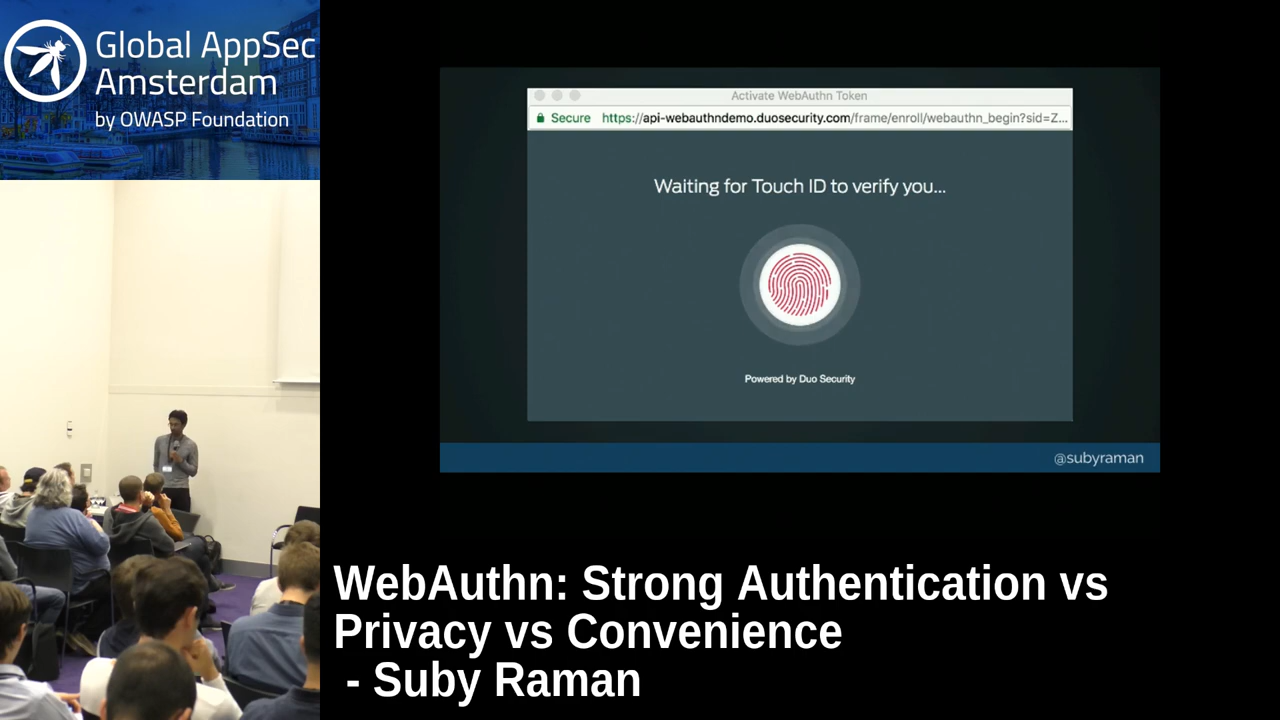 Global AppSec
Amsterdam
by OWASP Foundation
Activate WebAuthn Token
Secure https://api-webauthndemo.duosecurity.com/frame/enroll/webauthn_begin?sid=Z...
Waiting for Touch ID to verify you...
Powered by Duo Security
@subyraman
WebAuthn: Strong Authentication vs
Privacy vs Convenience
- Suby Raman